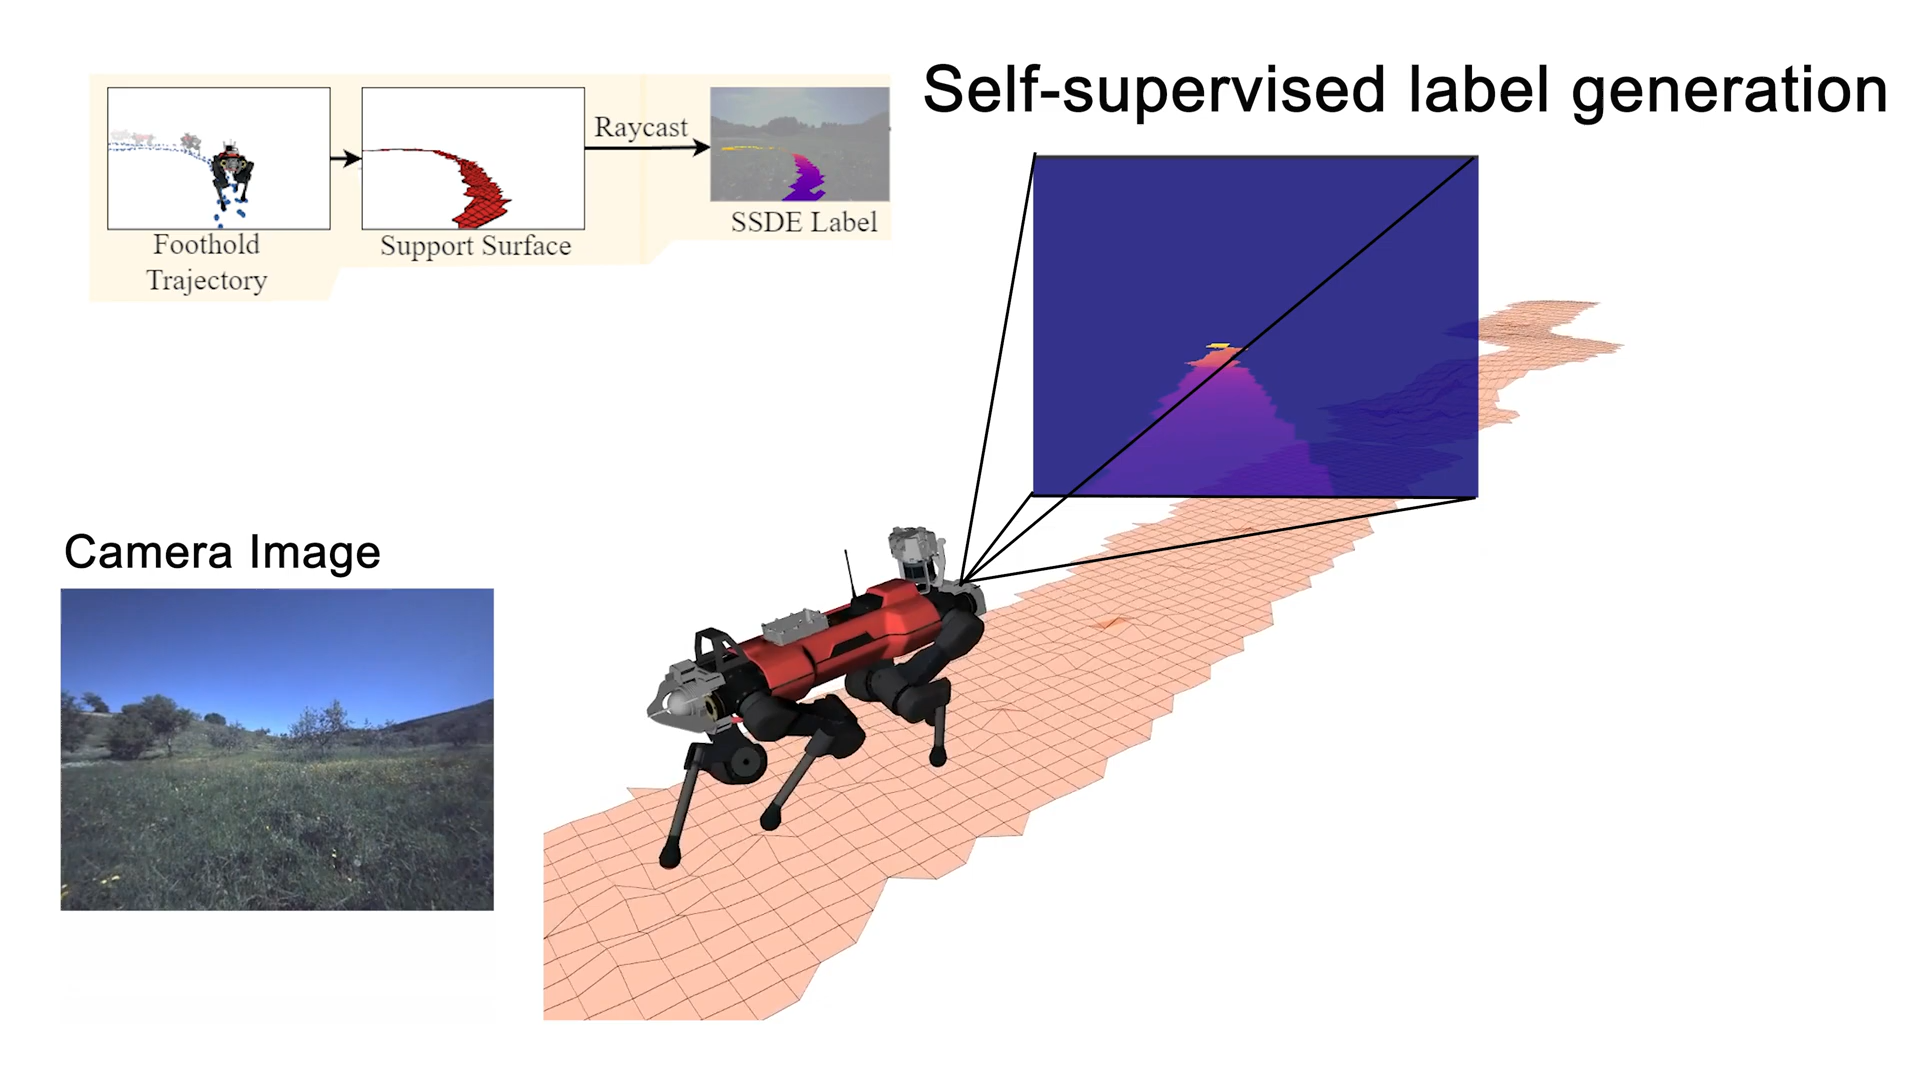 Self-supervised label generation
Raycast
Foothold
Trajectory
Support Surface
SSDE Label
Camera Image